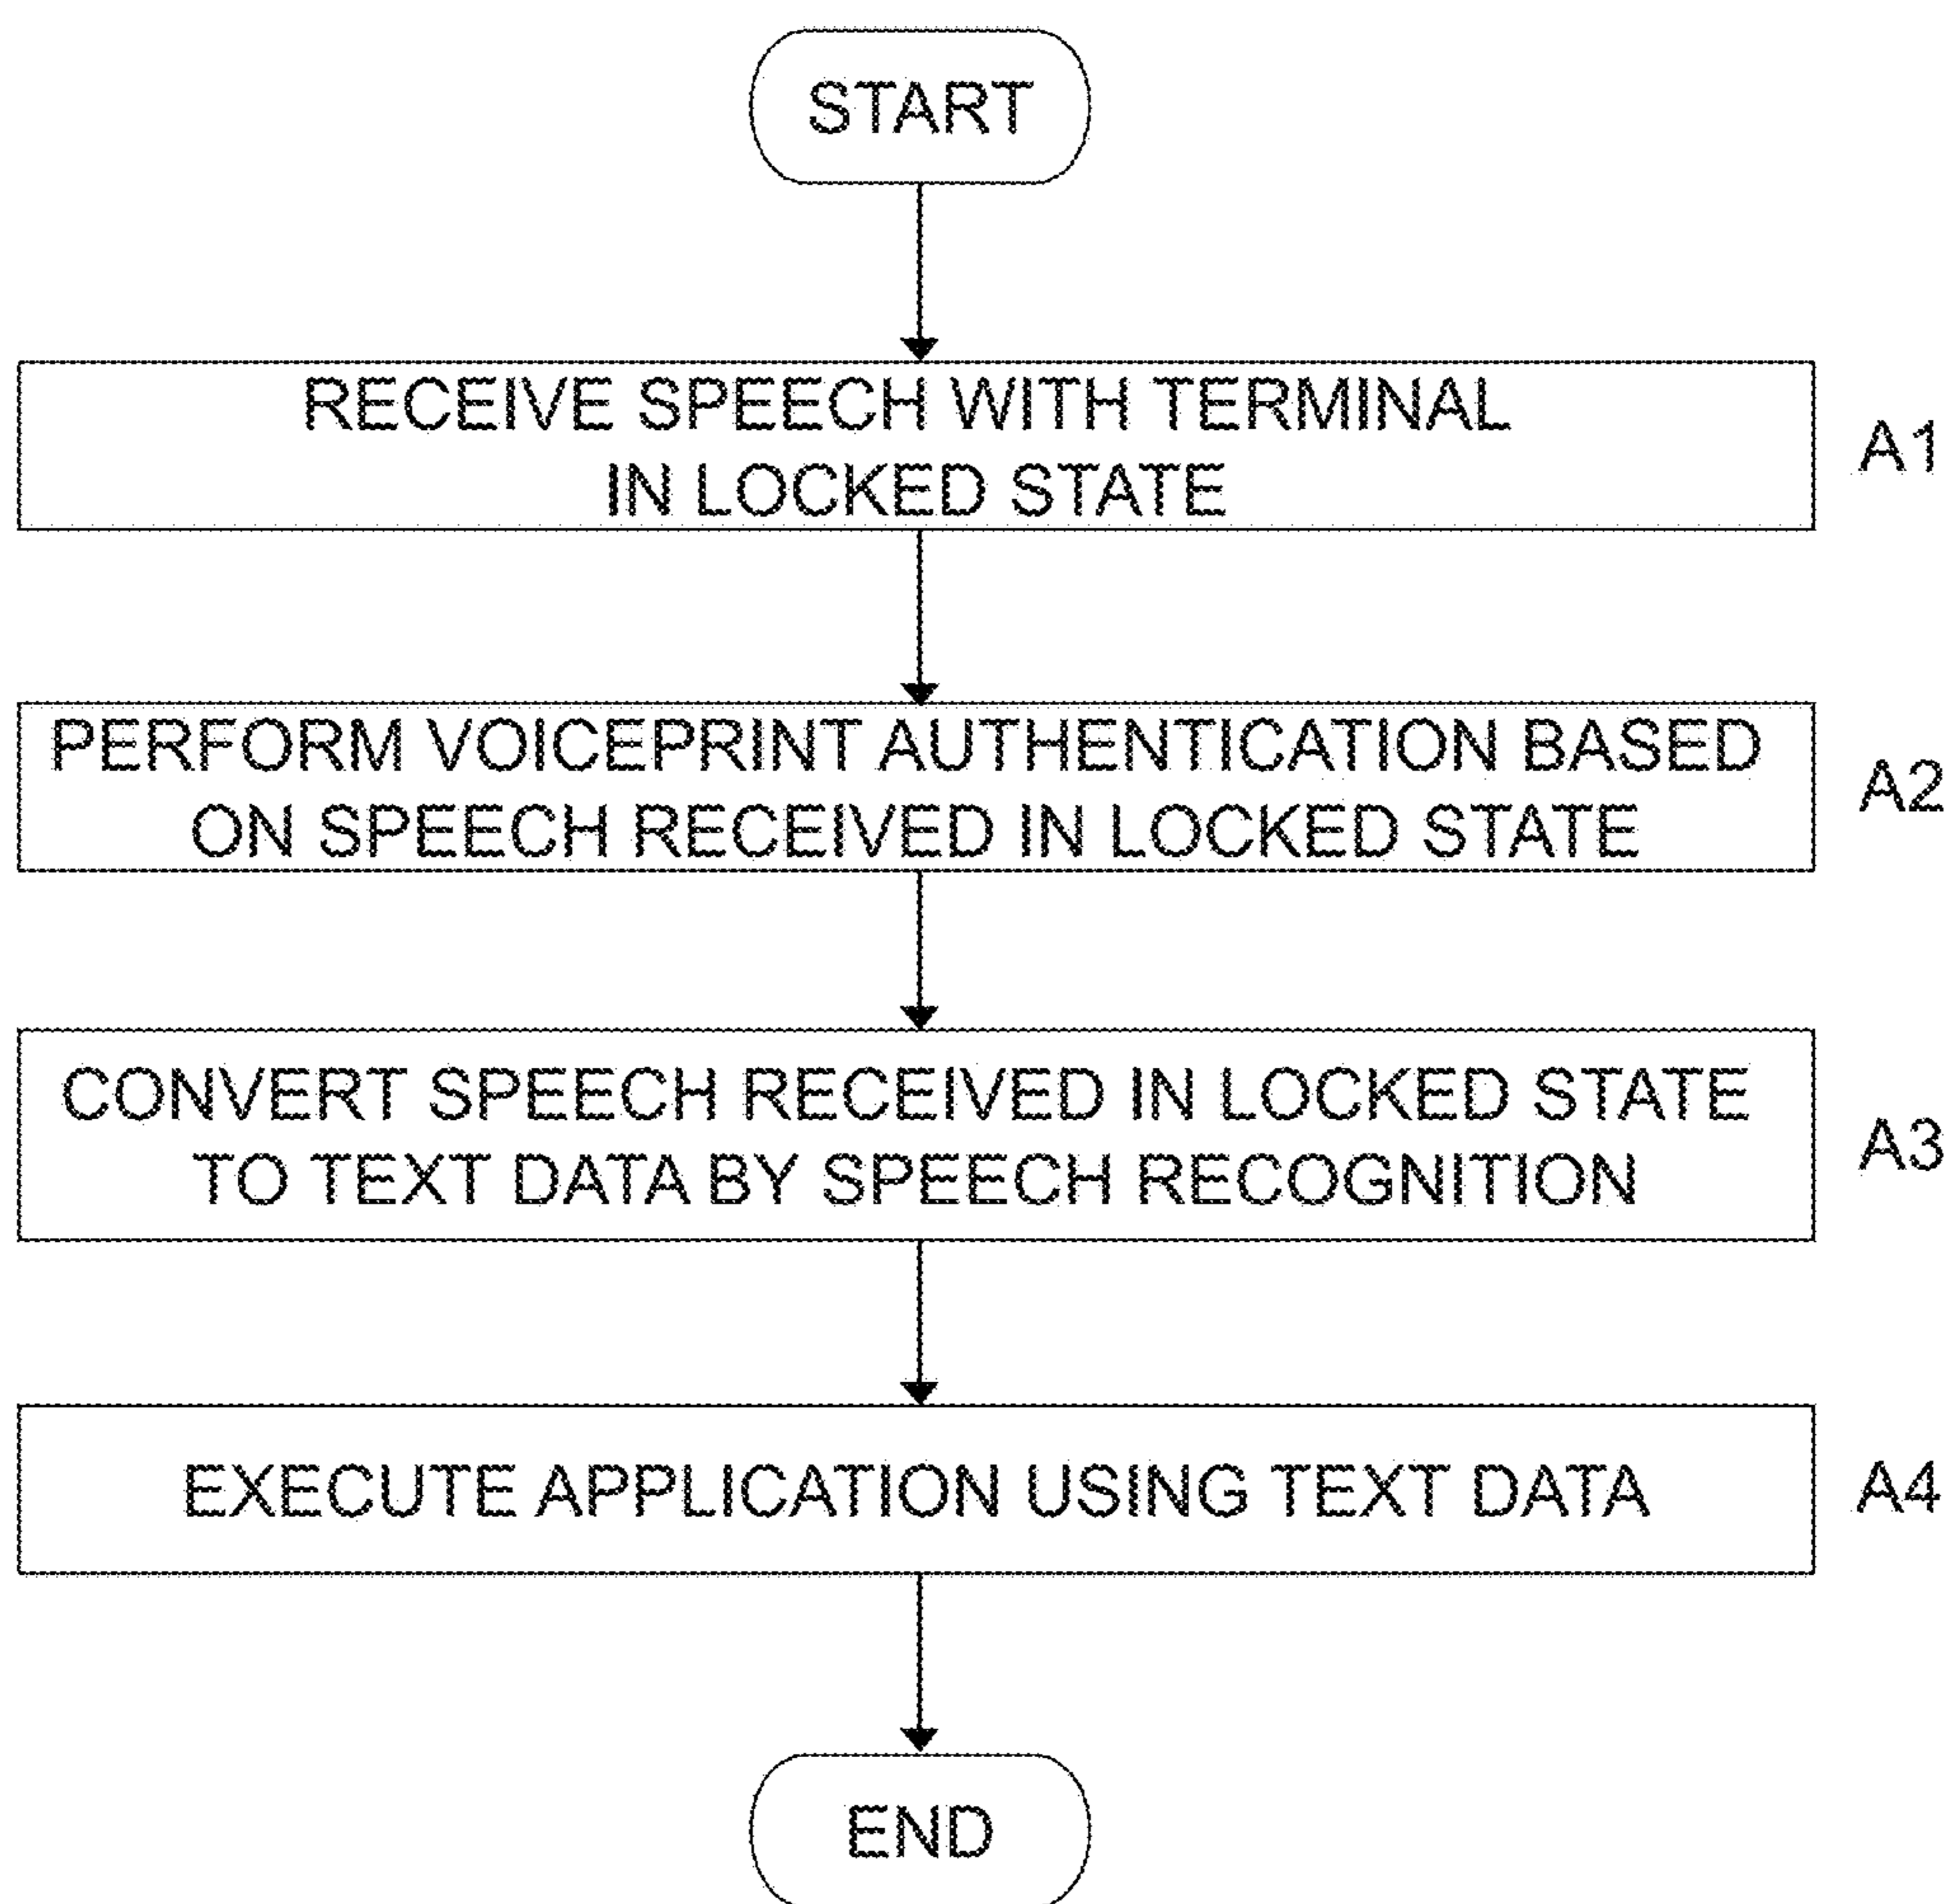 START
RECEIVE SPEECH WITH TERMINAL
IN LOCKED STATE
A1
PERFORM VOICEPRINT AUTHENTICATION BASED
ON SPEECH RECEIVED IN LOCKED STATE
A2
CONVERT SPEECH RECEIVED IN LOCKED STATE
TO TEXT DATA BY SPEECH RECOGNITION
A3
EXECUTE APPLICATION USING TEXT DATA
A4
END